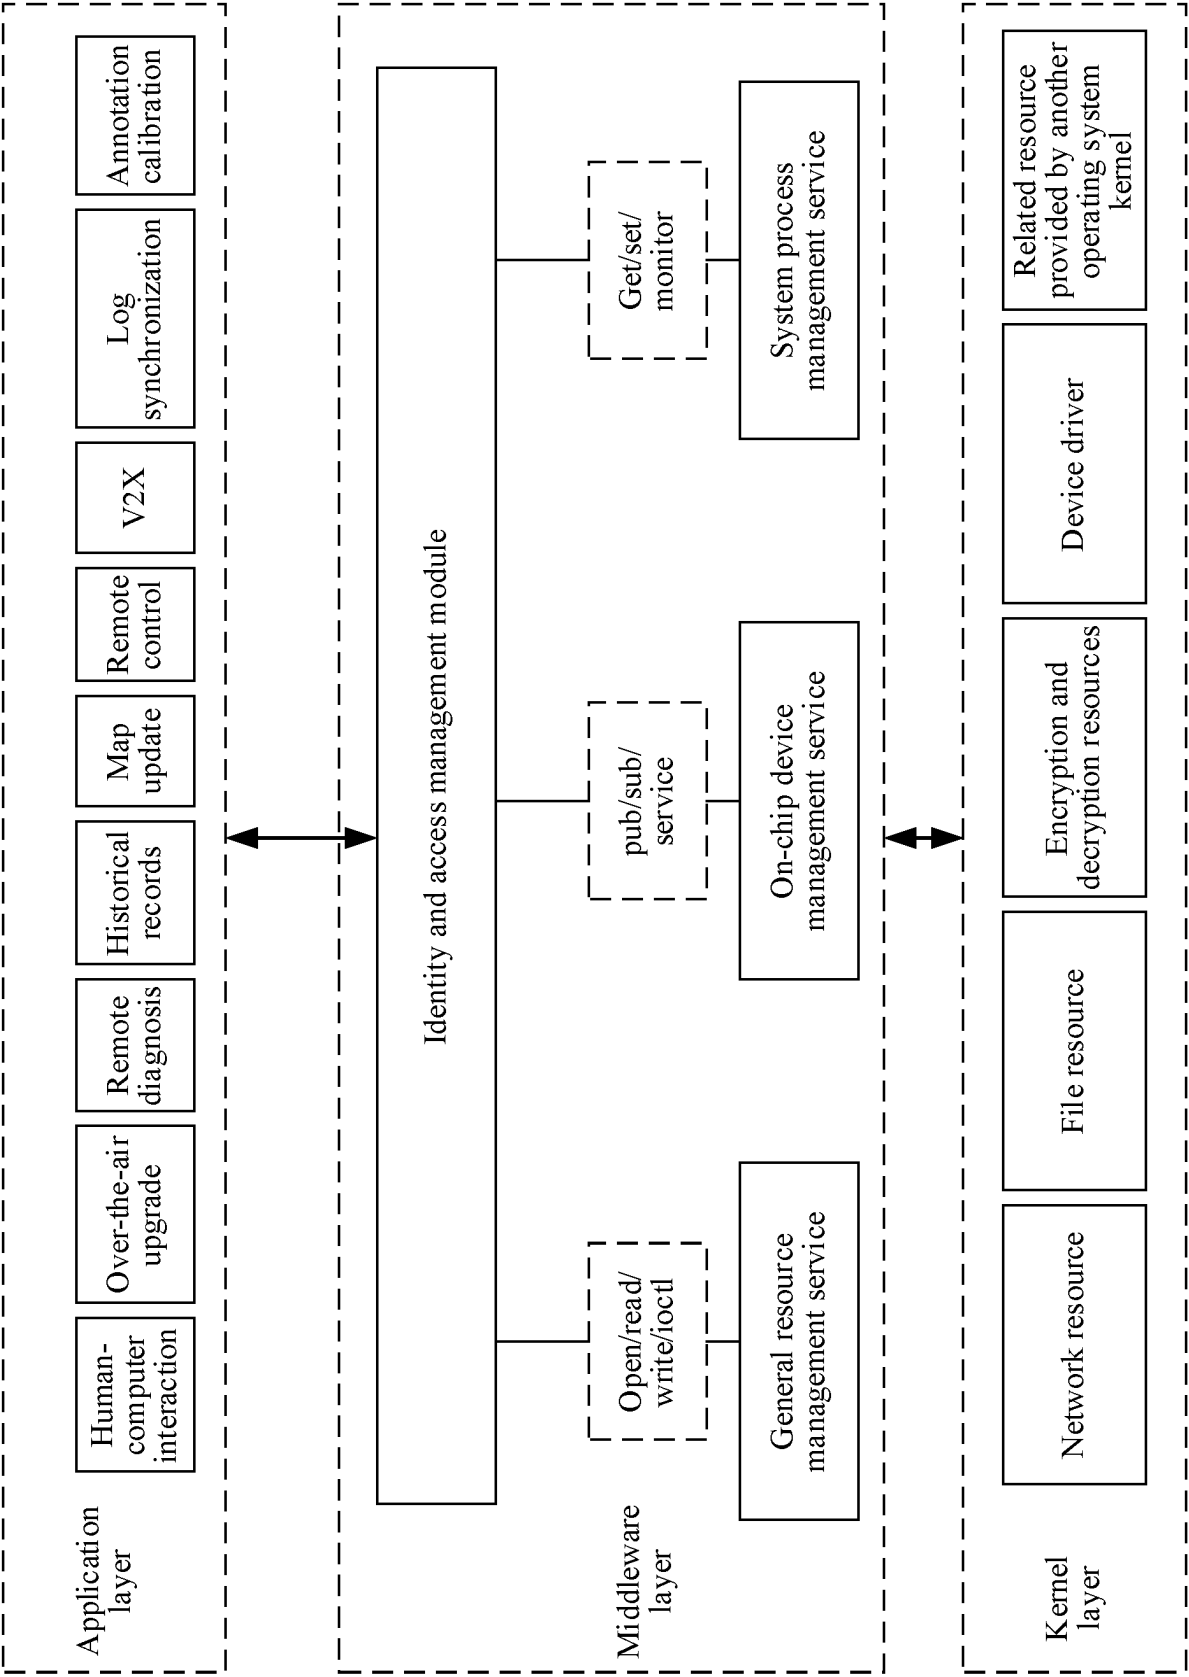 Application
layer
Human-
computer
interaction
Over-the-air
upgrade
Remote
diagnosis
Historical
records
Map
update
Remote
control
V2X
Log
synchronization
Annotation
calibration
Middleware
layer
Identity and access management module
Open/read/
write/ioctl
pub/sub/
service
Get/set/
monitor
General resource
management service
On-chip device
management service
System process
management service
Kernel
layer
Network resource
File resource
Encryption and
decryption resources
Device driver
Related resource
provided by another
operating system
kernel